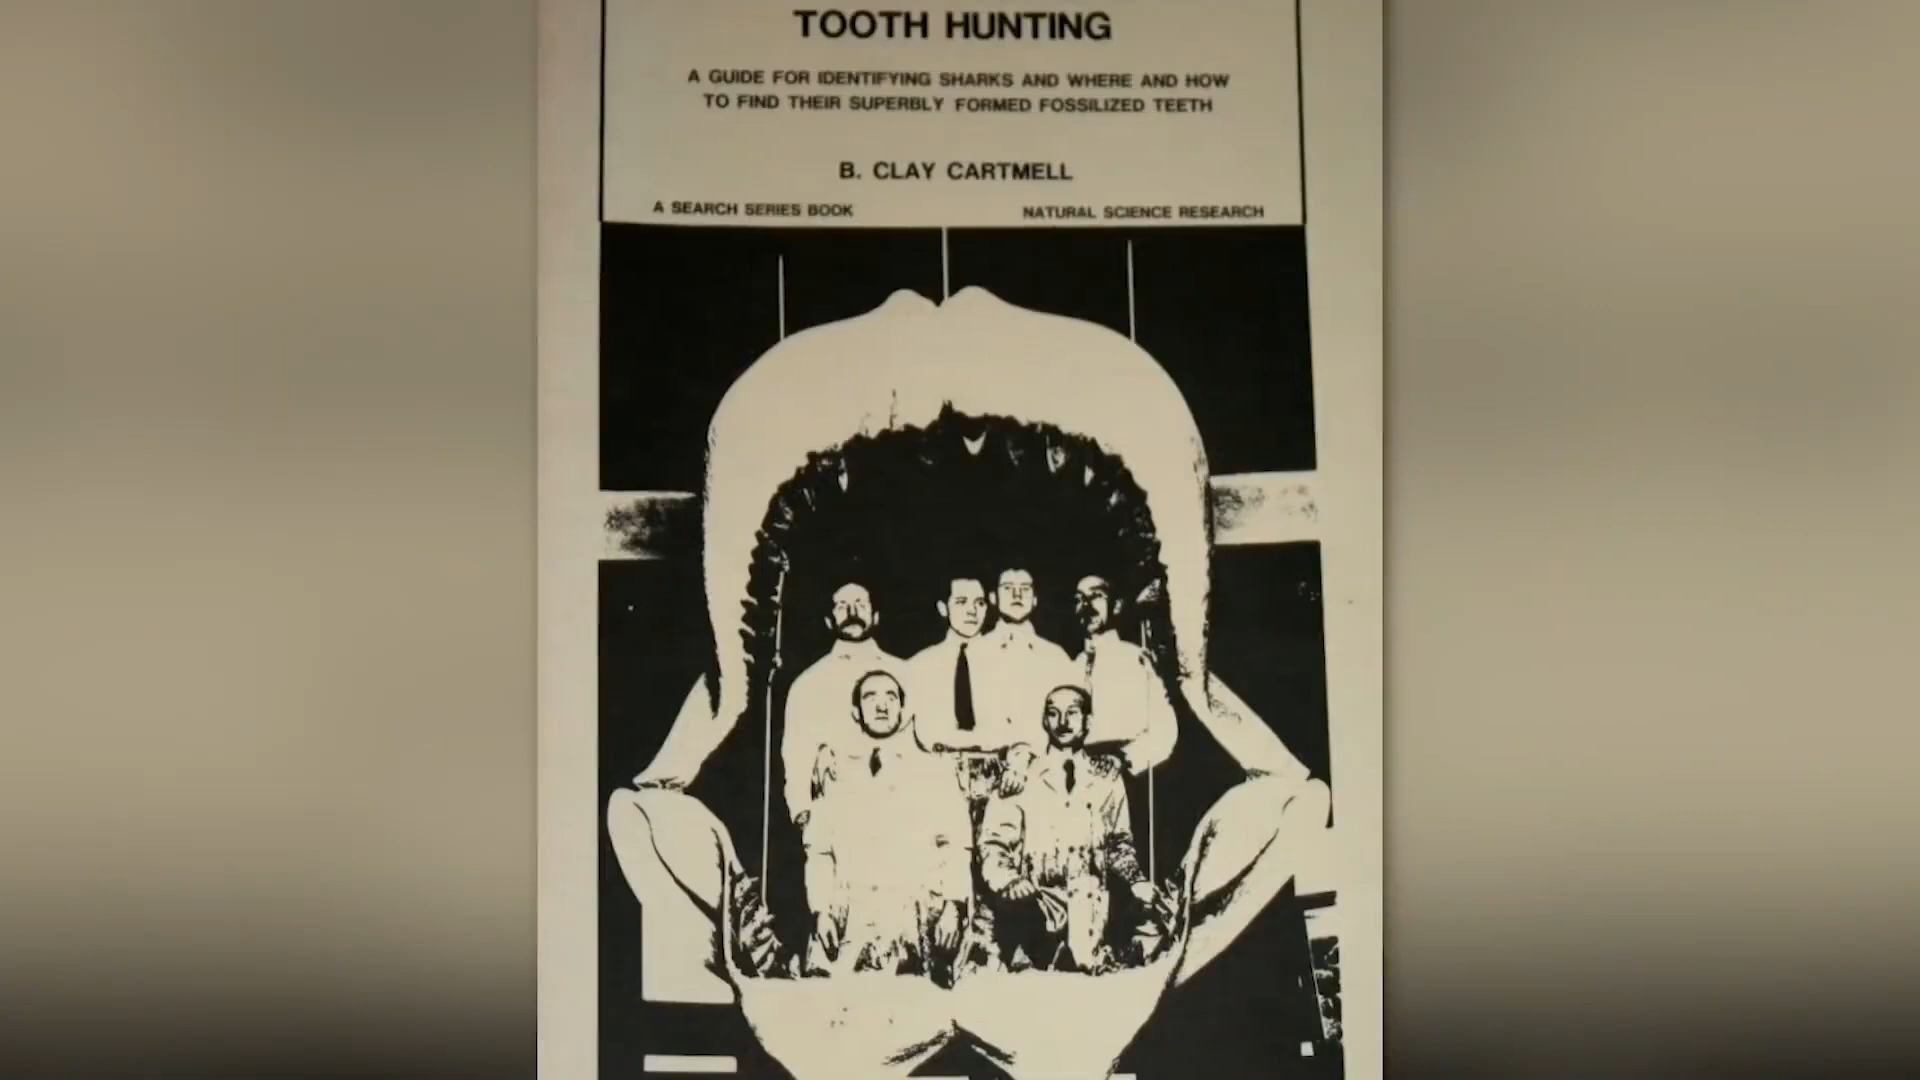 TOOTH HUNTING
A GUIDE FOR IDENTIFYING SHARKS AND WHERE AND HOW
TO FIND THEIR SUPERBLY FORMED FOSSILIZED TEETH
B. CLAY CARTMELL
A SEARCH SERIES BOOK NATURAL SCIENCE RESEARCH